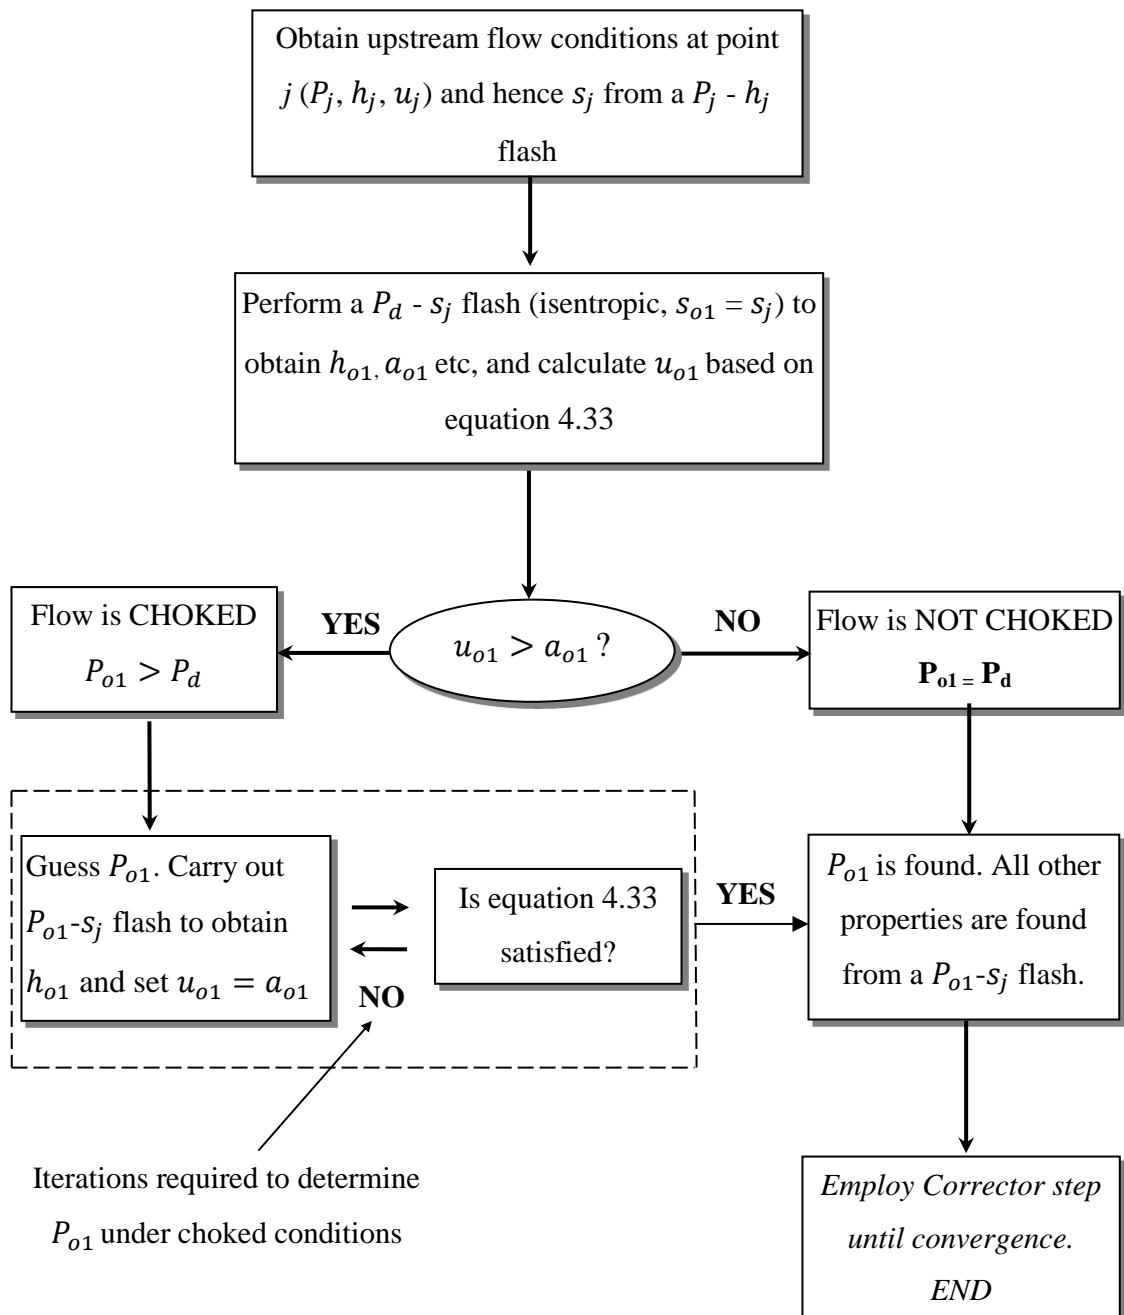 Obtain upstream flow conditions at point
j (P_j, h_j, u_j) and hence s_j from a P_j - h_j
flash
Perform a P_d - s_j flash (isentropic, s_o1 = s_j) to
obtain h_o1, a_o1 etc, and calculate u_o1 based on
equation 4.33
u_o1 > a_o1 ?
YES
NO
Flow is CHOKED
P_o1 > P_d
Flow is NOT CHOKED
P_o1 = P_d
Guess P_o1. Carry out
P_o1-s_j flash to obtain
h_o1 and set u_o1 = a_o1
Is equation 4.33
satisfied?
NO
YES
P_o1 is found. All other
properties are found
from a P_o1-s_j flash.
Iterations required to determine
P_o1 under choked conditions
Employ Corrector step
until convergence.
END